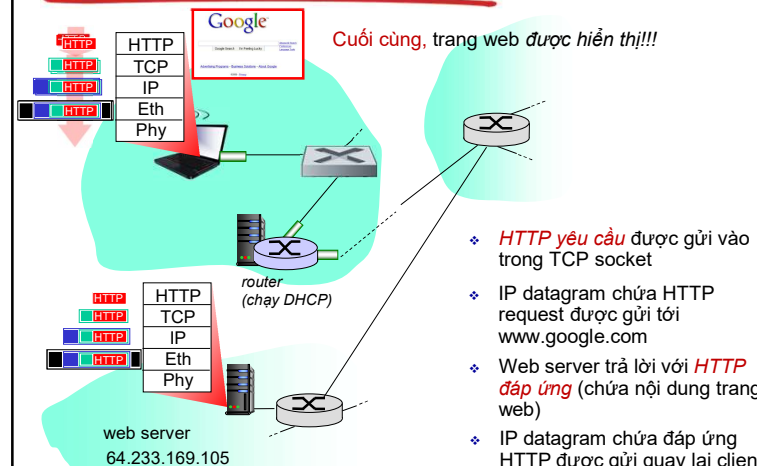 Google
Cuối cùng, trang web được hiển thị!!!
HTTP
HTTP
HTTP
HTTP
HTTP
HTTP
TCP
IP
Eth
Phy
Google Search
router
(chạy DHCP)
HTTP
HTTP
HTTP
HTTP
HTTP
TCP
IP
Eth
Phy
web server
64.233.169.105
HTTP yêu cầu được gửi vào
trong TCP socket
IP datagram chứa HTTP
request được gửi tới
www.google.com
Web server trả lời với HTTP
đáp ứng (chứa nội dung trang
web)
IP datagram chứa đáp ứng
HTTP được gửi quay lại clien